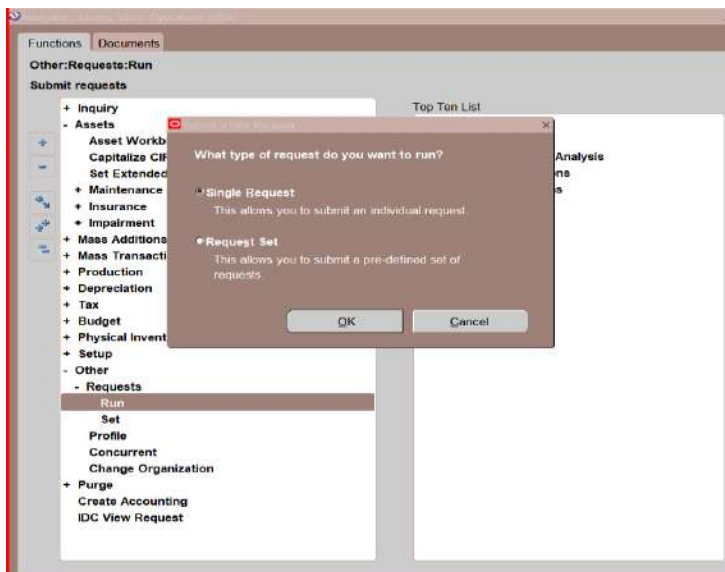 Functions Documents
Other:Requests:Run
Submit requests
+ Inquiry
- Assets
Asset Workb
Capitalize CIP
Set Extended
+ Maintenance
+ Insurance
+ Impairment
+ Mass Additions
+ Mass Transacti
+ Production
+ Depreciation
+ Tax
+ Budget
+ Physical Invent
+ Setup
- Other
- Requests
Run
Set
Profile
Concurrent
Change Organization
+ Purge
Create Accounting
IDC View Request
Top Ten List
Analysis
ns
s
What type of request do you want to run?
Single Request
This allows you to submit an individual request.
Request Set
This allows you to submit a pre-defined set of
requests.
OK Cancel